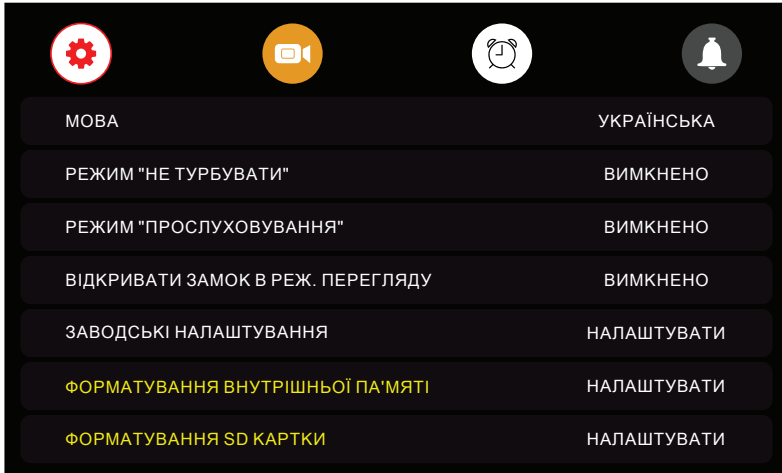 МОВА УКРАЇНСЬКА
РЕЖИМ "НЕ ТУРБУВАТИ" ВИМКНЕНО
РЕЖИМ "ПРОСЛУХОВУВАННЯ" ВИМКНЕНО
ВІДКРИВАТИ ЗАМОК В РЕЖ. ПЕРЕГЛЯДУ ВИМКНЕНО
ЗАВОДСЬКІ НАЛАШТУВАННЯ НАЛАШТУВАТИ
ФОРМАТУВАННЯ ВНУТРІШНЬОЇ ПА'МЯТІ НАЛАШТУВАТИ
ФОРМАТУВАННЯ SD КАРТКИ НАЛАШТУВАТИ